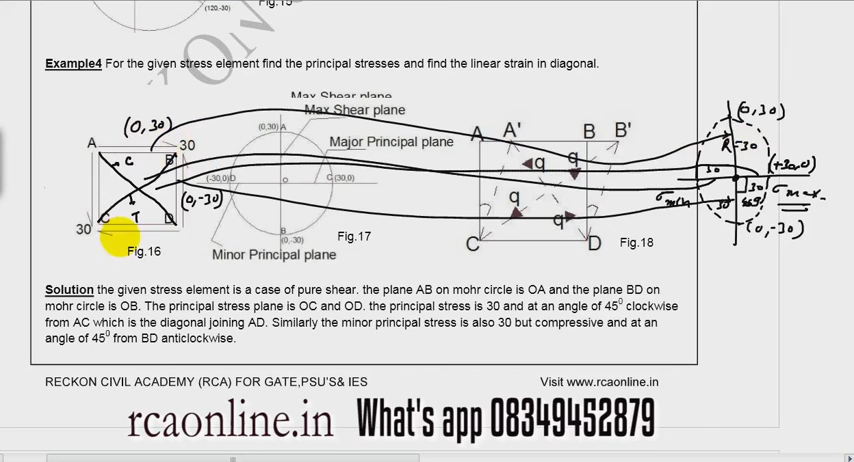 (120,-30)
Fig.15
Example4 For the given stress element find the principal stresses and find the linear strain in diagonal.
Max Shear plane
Max Shear plane
(0,30)
(0,30)A
A
A'
B
B'
(0,30)
R=30
A
30
B
C
Major Principal plane
q
q
(-30,0)D
O
C(30,0)
30
(+30,0)
σmin
30
30
σmax
(0,-30)
q
q
C
T
D
30
B
(0,-30)
Fig.17
C
D
Fig.18
(0,-30)
Fig.16
Minor Principal plane
Solution the given stress element is a case of pure shear. the plane AB on mohr circle is OA and the plane BD on
mohr circle is OB. The principal stress plane is OC and OD. the principal stress is 30 and at an angle of 45⁰ clockwise
from AC which is the diagonal joining AD. Similarly the minor principal stress is also 30 but compressive and at an
angle of 45⁰ from BD anticlockwise.
RECKON CIVIL ACADEMY (RCA) FOR GATE,PSU'S& IES
Visit www.rcaonline.in
rcaonline.in What's app 08349452879